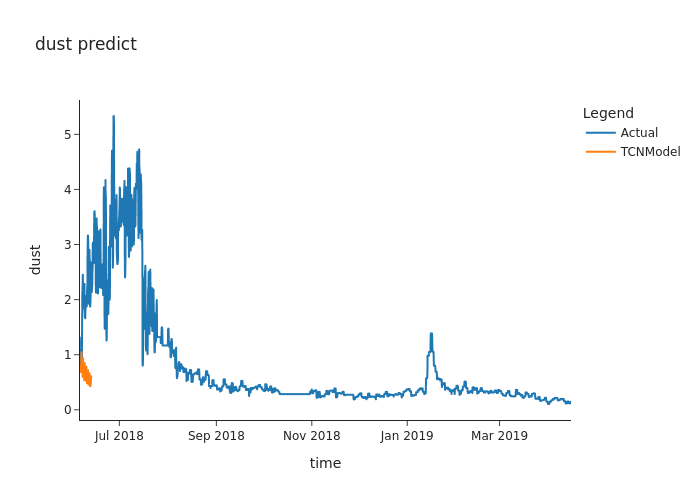 dust predict
Legend
Actual
TCNModel
dust
5
4
3
2
1
0
Jul 2018
Sep 2018
Nov 2018
Jan 2019
Mar 2019
time